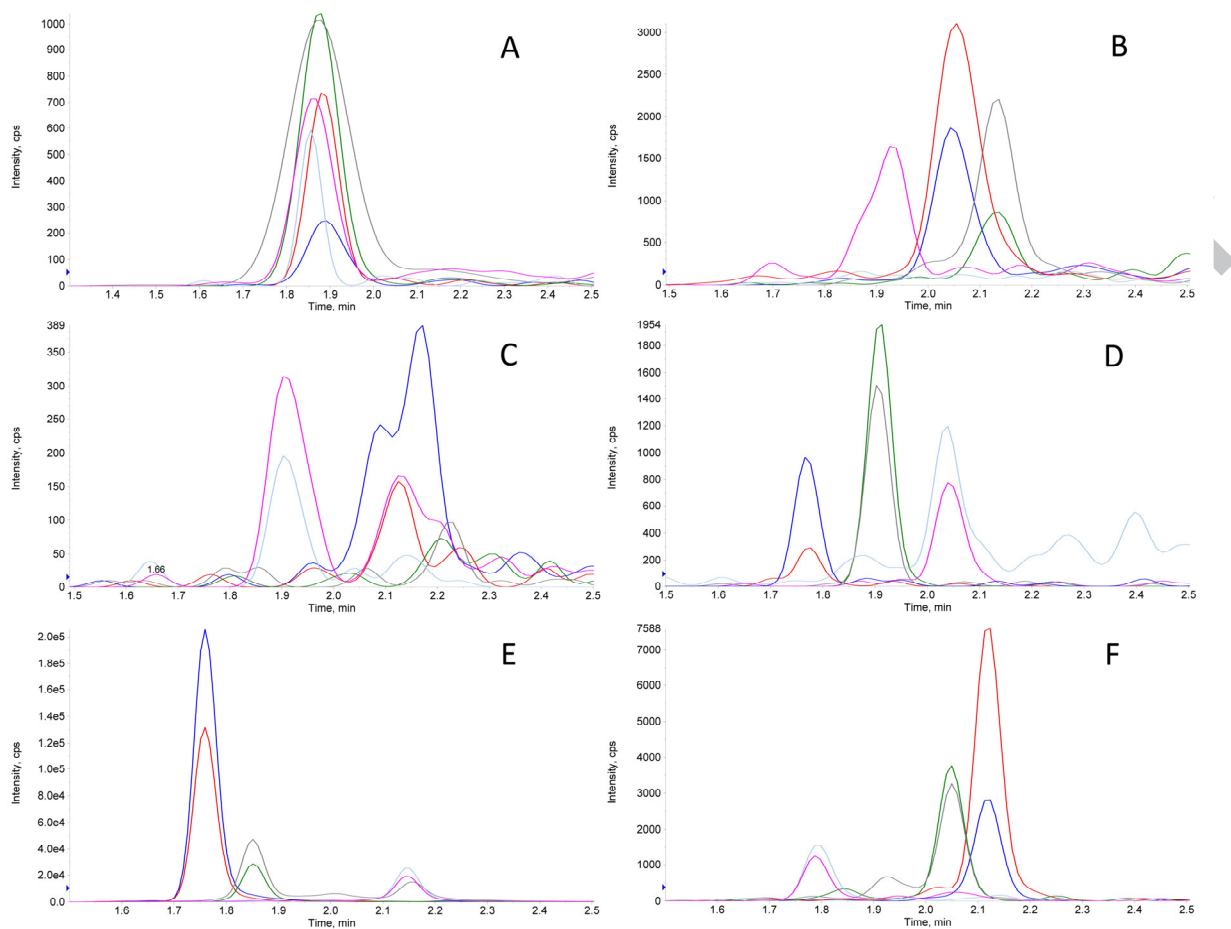 A
Intensity, cps
1000
900
800
700
600
500
400
300
200
100
0
1.4 1.5 1.6 1.7 1.8 1.9 2.0 2.1 2.2 2.3 2.4 2.5
Time, min
B
Intensity, cps
3000
2500
2000
1500
1000
500
0
1.5 1.6 1.7 1.8 1.9 2.0 2.1 2.2 2.3 2.4 2.5
Time, min
C
Intensity, cps
389
350
300
250
200
150
100
50
0
1.66
1.5 1.6 1.7 1.8 1.9 2.0 2.1 2.2 2.3 2.4 2.5
Time, min
D
Intensity, cps
1954
1800
1600
1400
1200
1000
800
600
400
200
0
1.5 1.6 1.7 1.8 1.9 2.0 2.1 2.2 2.3 2.4 2.5
Time, min
E
Intensity, cps
2.0e5
1.8e5
1.6e5
1.4e5
1.2e5
1.0e5
8.0e4
6.0e4
4.0e4
2.0e4
0.0
1.6 1.7 1.8 1.9 2.0 2.1 2.2 2.3 2.4 2.5
Time, min
F
Intensity, cps
7588
7000
6000
5000
4000
3000
2000
1000
0
1.6 1.7 1.8 1.9 2.0 2.1 2.2 2.3 2.4 2.5
Time, min